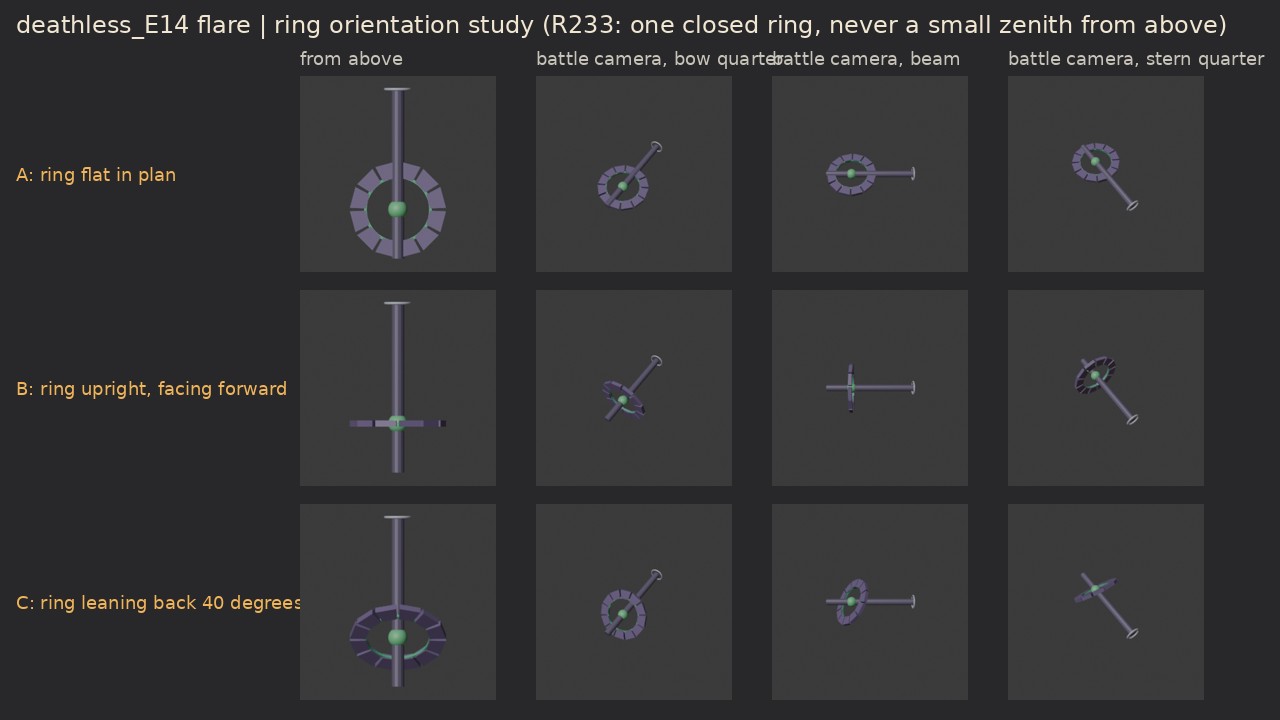 deathless_E14 flare | ring orientation study (R233: one closed ring, never a small zenith from above)
from above
battle camera, bow quarter
battle camera, beam
battle camera, stern quarter
A: ring flat in plan
B: ring upright, facing forward
C: ring leaning back 40 degrees